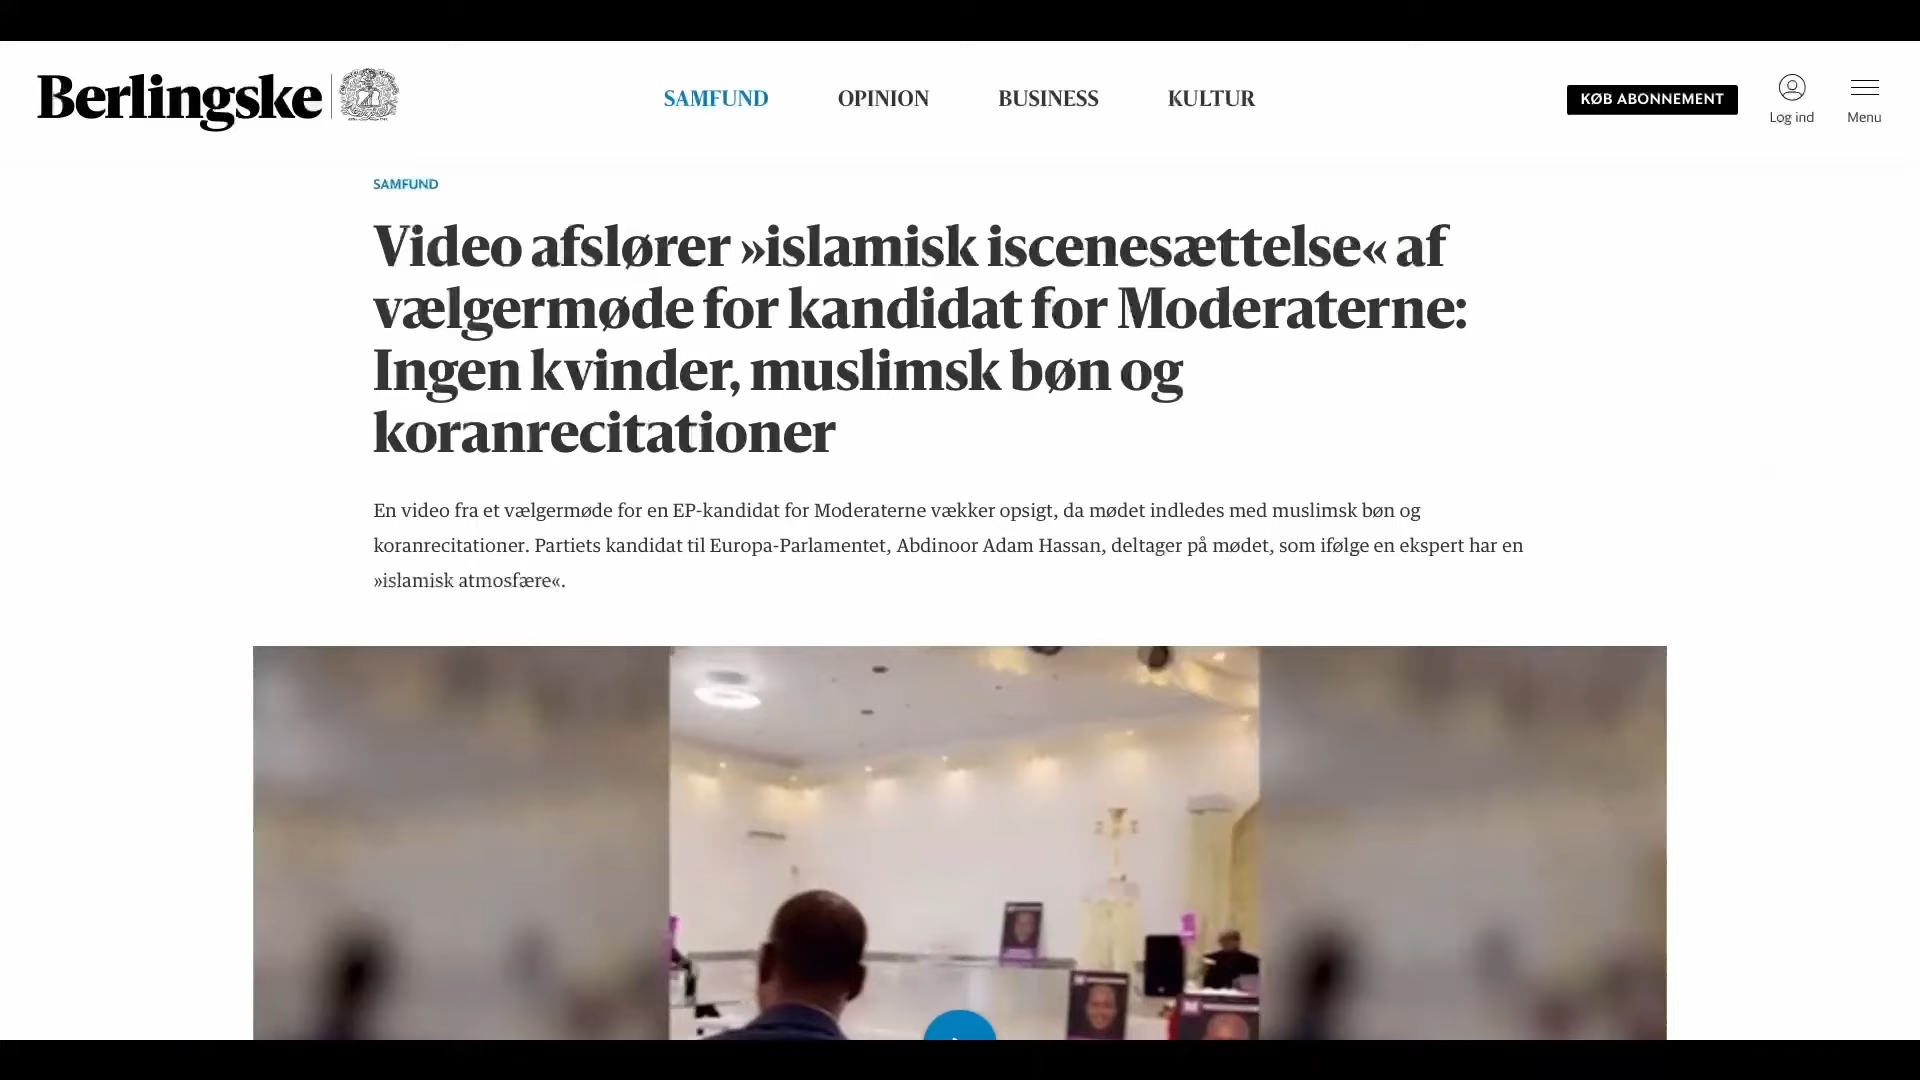 Berlingske
SAMFUND
OPINION
BUSINESS
KULTUR
KØB ABONNEMENT
Log ind
Menu
SAMFUND
Video afslører »islamisk iscenesættelse« af
vælgermøde for kandidat for Moderaterne:
Ingen kvinder, muslimsk bøn og
koranrecitationer
En video fra et vælgermøde for en EP-kandidat for Moderaterne vækker opsigt, da mødet indledes med muslimsk bøn og
koranrecitationer. Partiets kandidat til Europa-Parlamentet, Abdinoor Adam Hassan, deltager på mødet, som ifølge en ekspert har en
»islamisk atmosfære«.